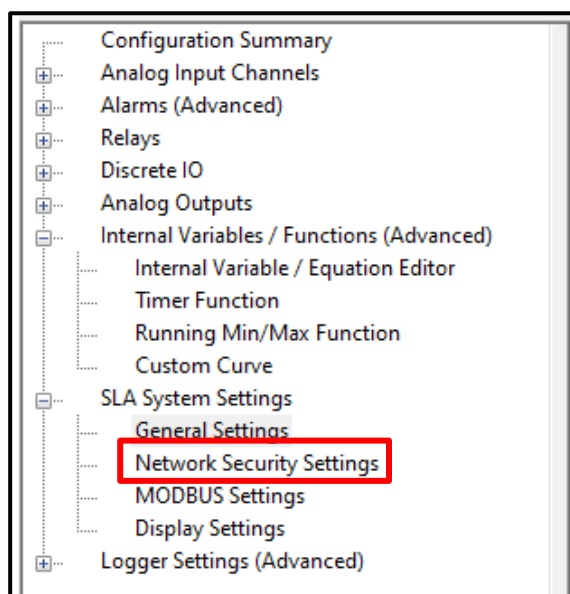 Configuration Summary
Analog Input Channels
Alarms (Advanced)
Relays
Discrete IO
Analog Outputs
Internal Variables / Functions (Advanced)
Internal Variable / Equation Editor
Timer Function
Running Min/Max Function
Custom Curve
SLA System Settings
General Settings
Network Security Settings
MODBUS Settings
Display Settings
Logger Settings (Advanced)